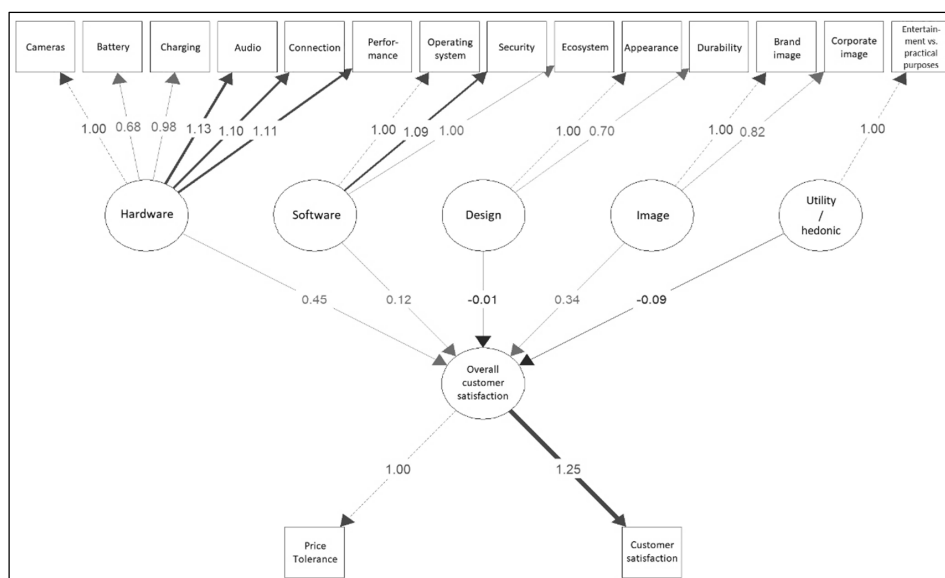 Cameras
Battery
Charging
Audio
Connection
Perfor-
mance
Operating
system
Security
Ecosystem
Appearance
Durability
Brand
image
Corporate
image
Entertain-
ment vs.
practical
purposes
1.00
0.68
0.98
1.13
1.10
1.11
1.00
1.09
1.00
1.00
0.70
1.00
0.82
1.00
Hardware
Software
Design
Image
Utility
/
hedonic
0.45
0.12
-0.01
0.34
-0.09
Overall
customer
satisfaction
1.00
1.25
Price
Tolerance
Customer
satisfaction